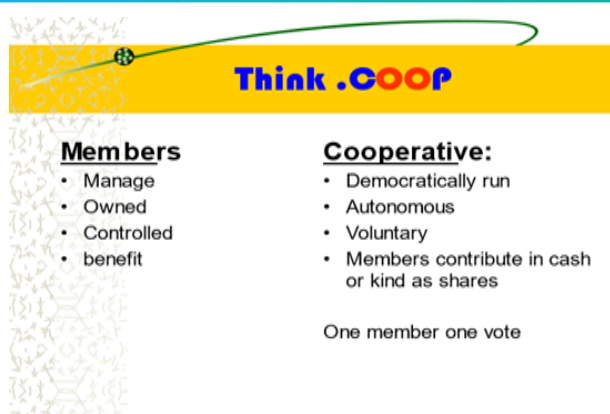 Think .COOP
Members
• Manage
• Owned
• Controlled
• benefit
Cooperative:
• Democratically run
• Autonomous
• Voluntary
• Members contribute in cash
or kind as shares
One member one vote